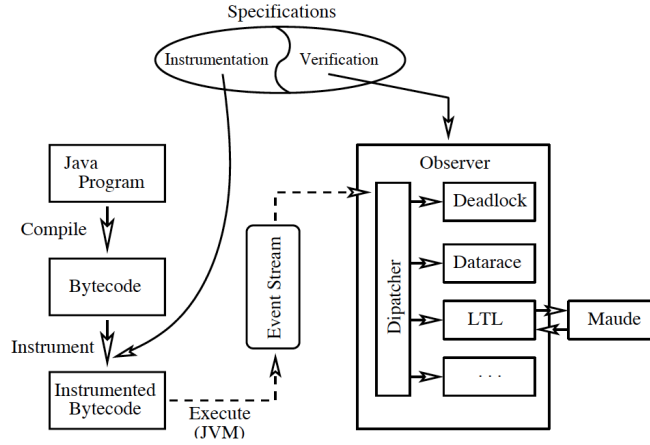 Specifications
Instrumentation
Verification
Java
Program
Compile
Bytecode
Instrument
Instrumented
Bytecode
Execute
(JVM)
Event Stream
Observer
Dipatcher
Deadlock
Datarace
LTL
. . .
Maude